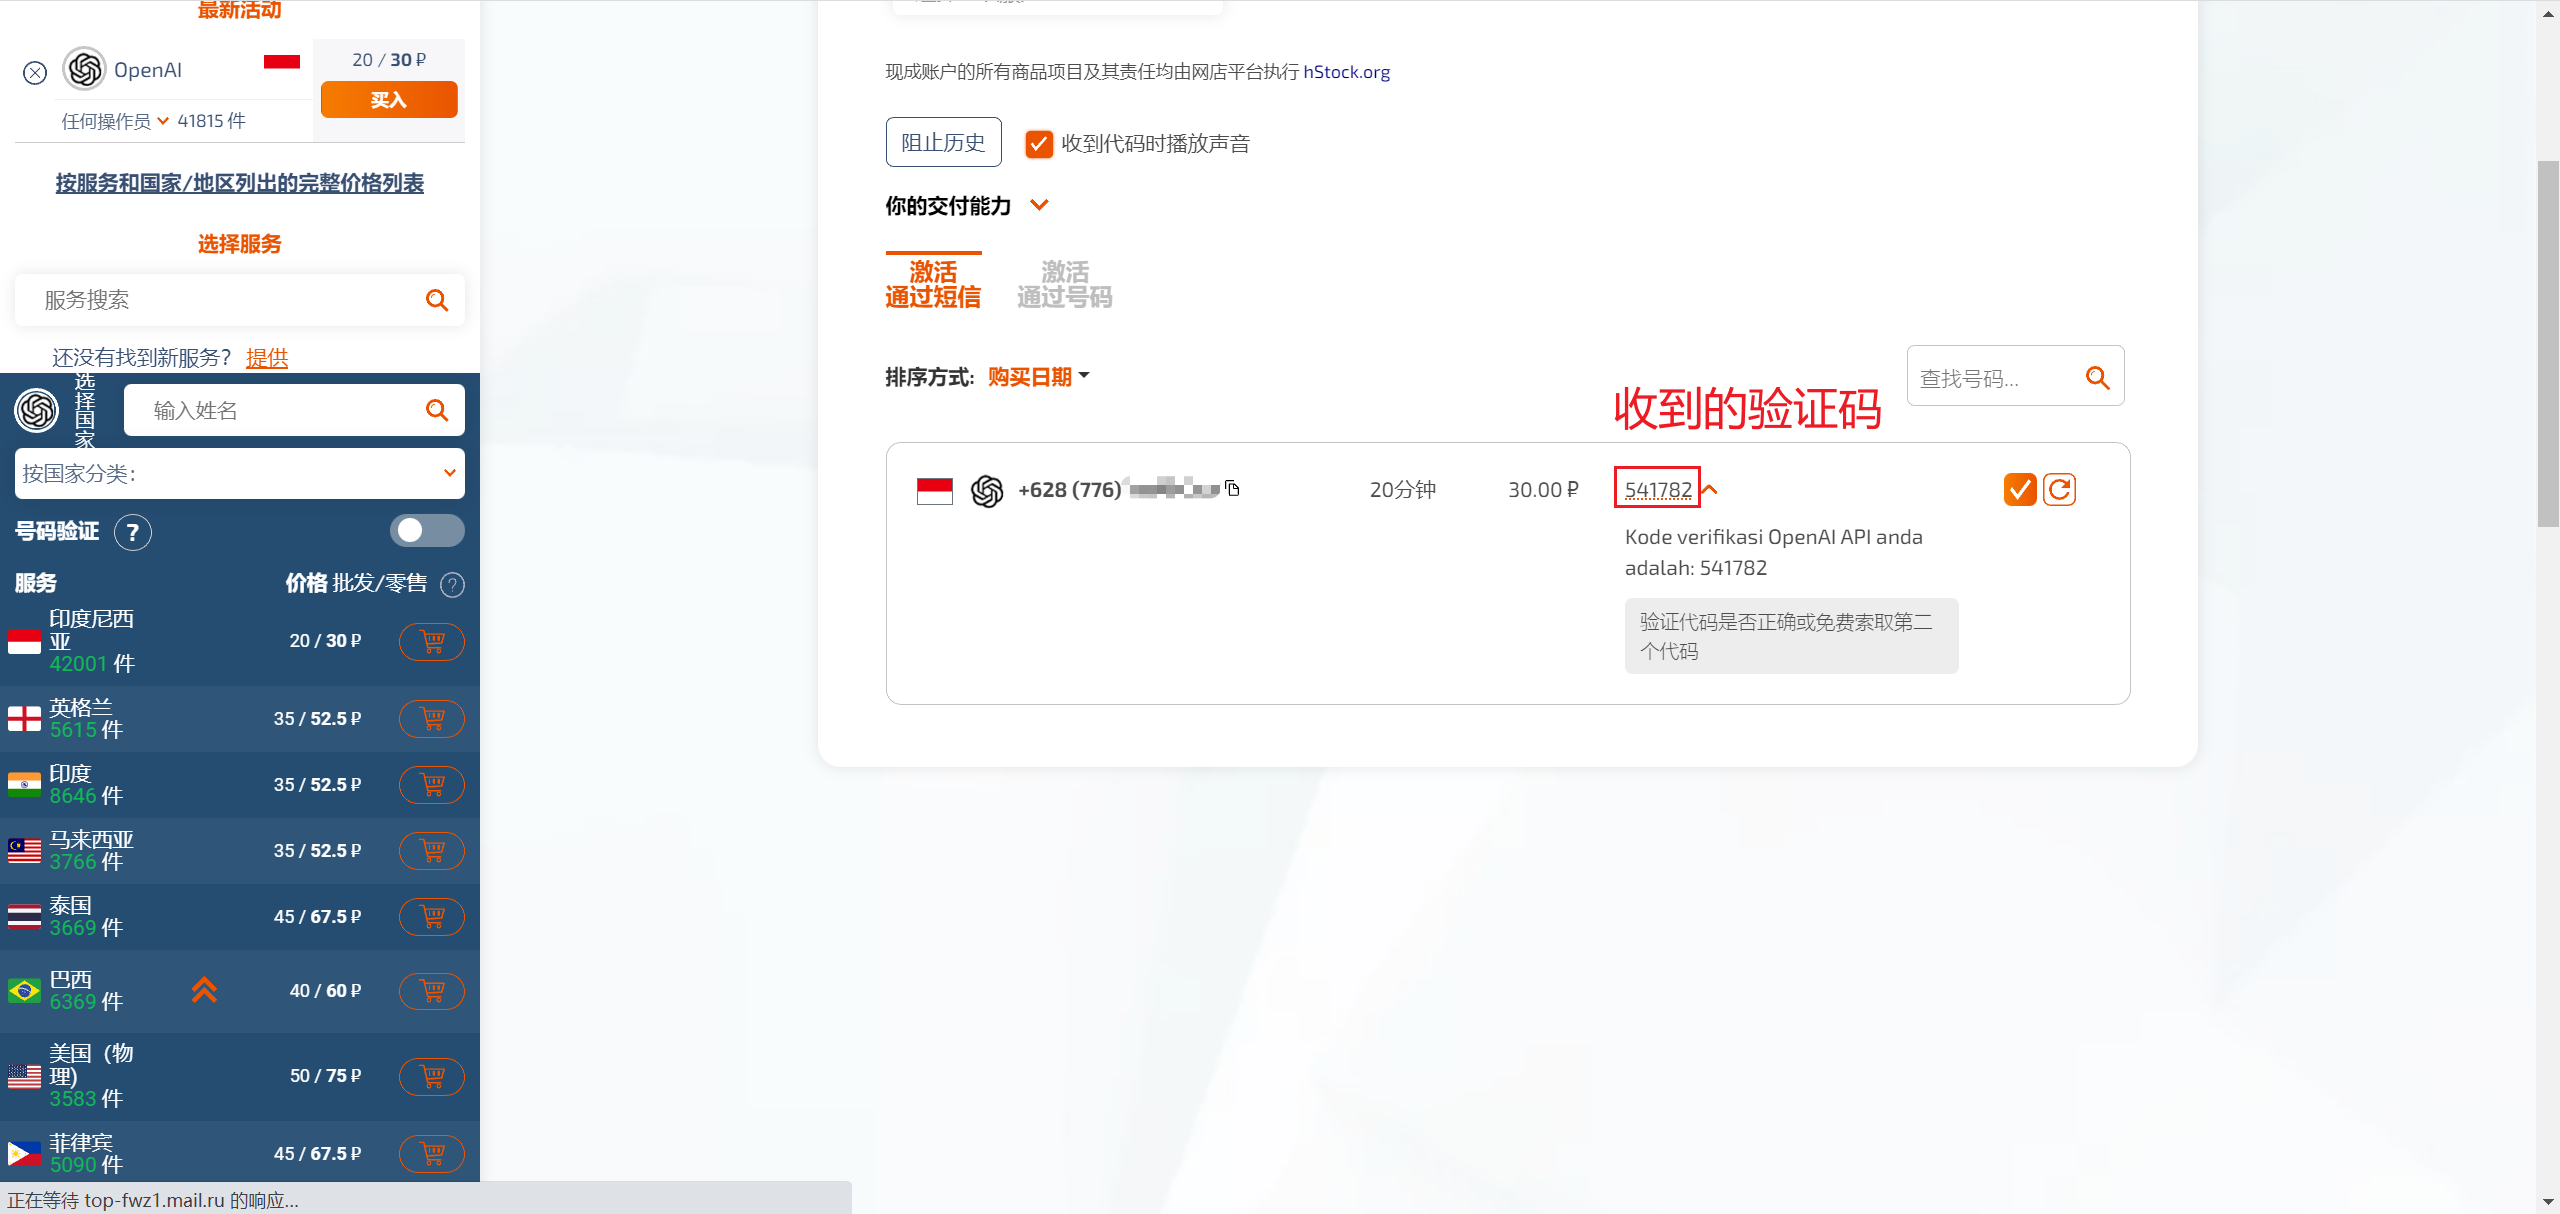 最新活动
OpenAI
20 / 30 ₽
买入
任何操作员 41815 件
按服务和国家/地区列出的完整价格列表
选择服务
服务搜索
还没有找到新服务? 提供
选择国家
输入姓名
按国家分类:
号码验证 ?
服务 价格 批发/零售 ?
印度尼西亚
42001 件
20 / 30 ₽
英格兰
5615 件
35 / 52.5 ₽
印度
8646 件
35 / 52.5 ₽
马来西亚
3766 件
35 / 52.5 ₽
泰国
3669 件
45 / 67.5 ₽
巴西
6369 件
40 / 60 ₽
美国（物理)
3583 件
50 / 75 ₽
菲律宾
5090 件
45 / 67.5 ₽
正在等待 top-fwz1.mail.ru 的响应...
现成账户的所有商品项目及其责任均由网店平台执行 hStock.org
阻止历史
收到代码时播放声音
你的交付能力
激活
通过短信
激活
通过号码
排序方式: 购买日期
查找号码...
收到的验证码
+628 (776)
20分钟
30.00 ₽
541782
Kode verifikasi OpenAI API anda
adalah: 541782
验证代码是否正确或免费索取第二
个代码